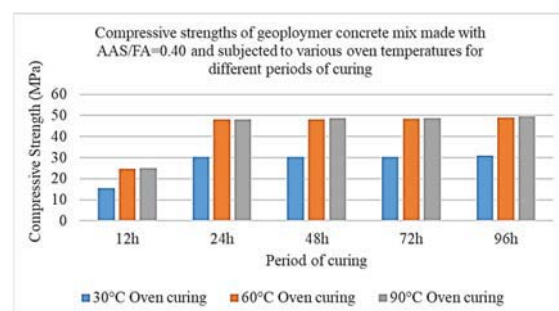 Compressive strengths of geoploymer concrete mix made with
AAS/FA=0.40 and subjected to various oven temperatures for
different periods of curing
Compressive Strength (MPa)
60
50
40
30
20
10
0
12h 24h 48h 72h 96h
Period of curing
30°C Oven curing 60°C Oven curing 90°C Oven curing